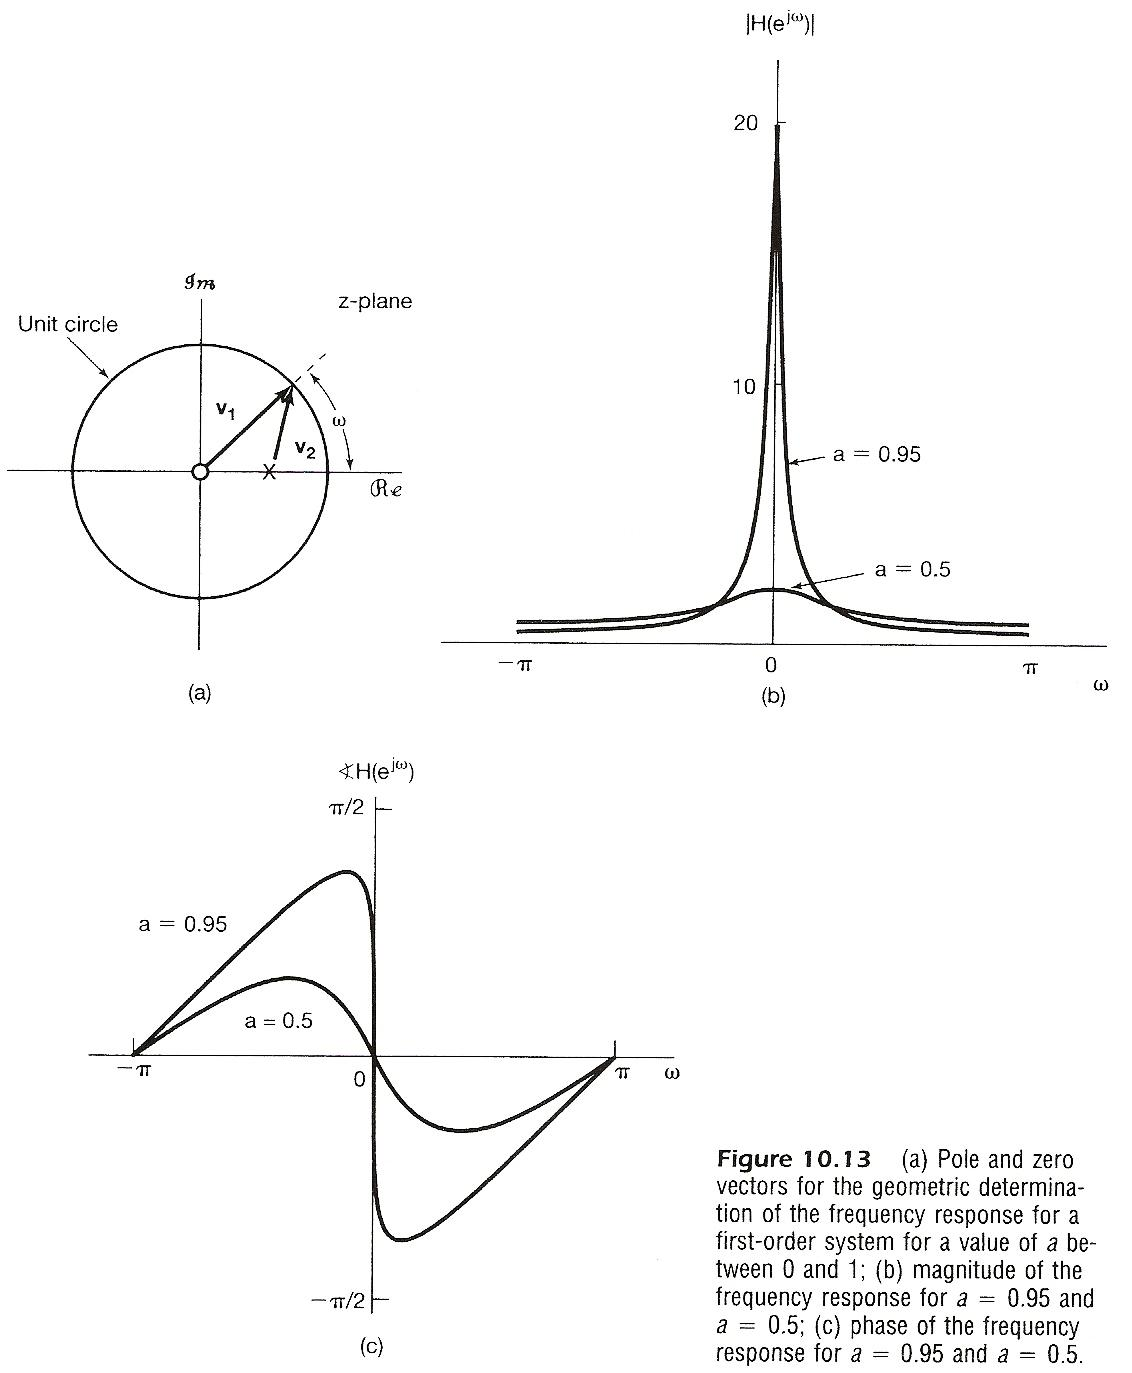 |H(e^jω)|
20
10
a = 0.95
a = 0.5
−π
0
π
ω
(b)
ℐm
z-plane
Unit circle
v₁
ω
v₂
ℛe
(a)
∢H(e^jω)
π/2
a = 0.95
a = 0.5
−π
0
π
ω
−π/2
(c)
Figure 10.13 (a) Pole and zero
vectors for the geometric determina-
tion of the frequency response for a
first-order system for a value of a be-
tween 0 and 1; (b) magnitude of the
frequency response for a = 0.95 and
a = 0.5; (c) phase of the frequency
response for a = 0.95 and a = 0.5.